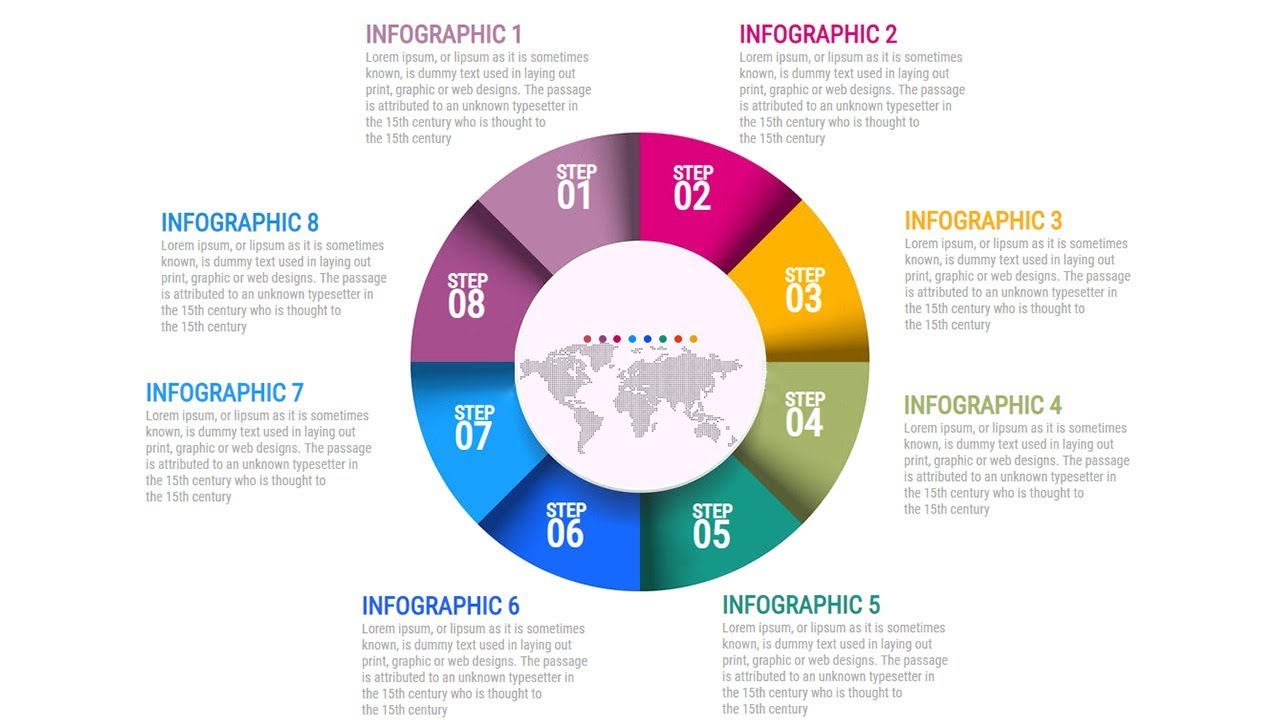 INFOGRAPHIC 1
Lorem ipsum, or lipsum as it is sometimes
known, is dummy text used in laying out
print, graphic or web designs. The passage
is attributed to an unknown typesetter in
the 15th century who is thought to
the 15th century
INFOGRAPHIC 2
Lorem ipsum, or lipsum as it is sometimes
known, is dummy text used in laying out
print, graphic or web designs. The passage
is attributed to an unknown typesetter in
the 15th century who is thought to
the 15th century
INFOGRAPHIC 3
Lorem ipsum, or lipsum as it is sometimes
known, is dummy text used in laying out
print, graphic or web designs. The passage
is attributed to an unknown typesetter in
the 15th century who is thought to
the 15th century
INFOGRAPHIC 4
Lorem ipsum, or lipsum as it is sometimes
known, is dummy text used in laying out
print, graphic or web designs. The passage
is attributed to an unknown typesetter in
the 15th century who is thought to
the 15th century
INFOGRAPHIC 5
Lorem ipsum, or lipsum as it is sometimes
known, is dummy text used in laying out
print, graphic or web designs. The passage
is attributed to an unknown typesetter in
the 15th century who is thought to
the 15th century
INFOGRAPHIC 6
Lorem ipsum, or lipsum as it is sometimes
known, is dummy text used in laying out
print, graphic or web designs. The passage
is attributed to an unknown typesetter in
the 15th century who is thought to
the 15th century
INFOGRAPHIC 7
Lorem ipsum, or lipsum as it is sometimes
known, is dummy text used in laying out
print, graphic or web designs. The passage
is attributed to an unknown typesetter in
the 15th century who is thought to
the 15th century
INFOGRAPHIC 8
Lorem ipsum, or lipsum as it is sometimes
known, is dummy text used in laying out
print, graphic or web designs. The passage
is attributed to an unknown typesetter in
the 15th century who is thought to
the 15th century
STEP
01
STEP
02
STEP
03
STEP
04
STEP
05
STEP
06
STEP
07
STEP
08